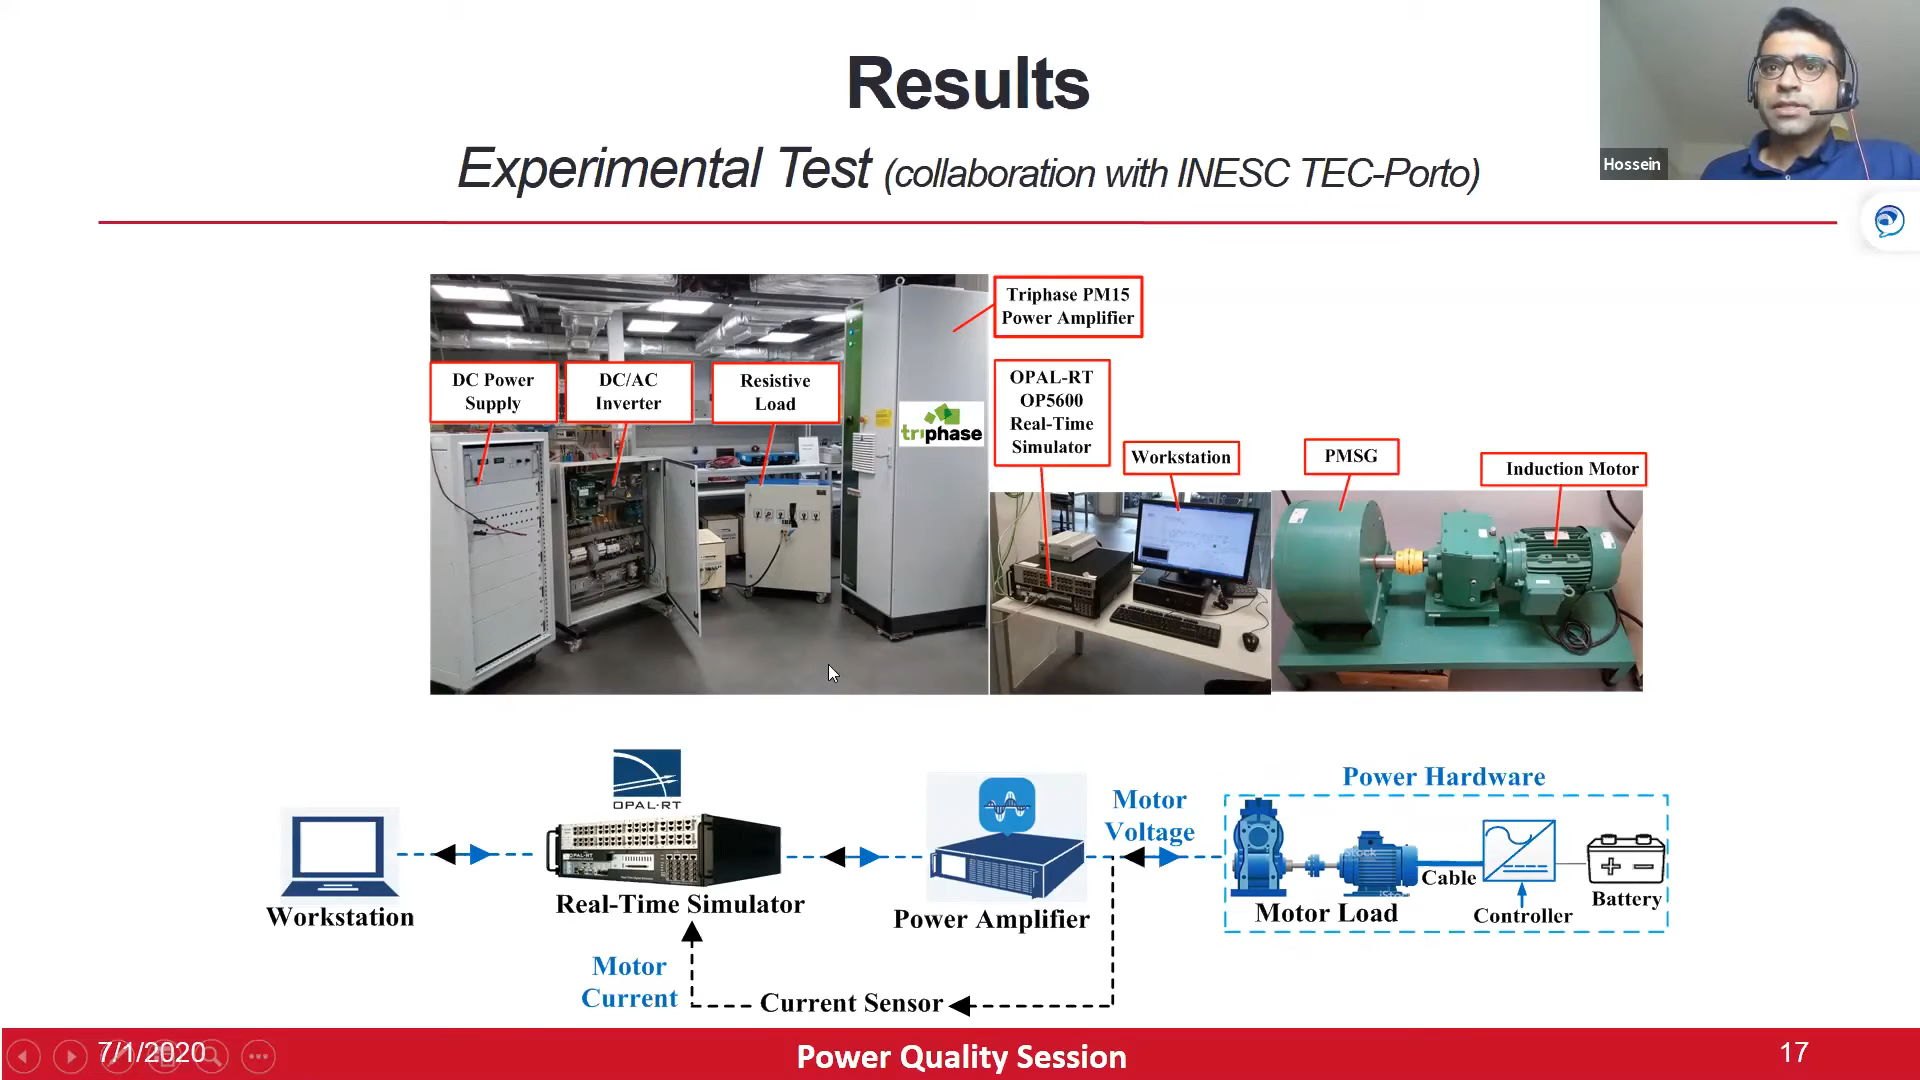 Results
Experimental Test (collaboration with INESC TEC-Porto)
Hossein
Triphase PM15
Power Amplifier
DC Power
Supply
DC/AC
Inverter
Resistive
Load
triphase
OPAL-RT
OP5600
Real-Time
Simulator
Workstation
PMSG
Induction Motor
OPAL-RT
Workstation
Real-Time Simulator
Power Amplifier
Motor
Voltage
Power Hardware
Motor Load
Cable
Controller
Battery
Motor
Current
Current Sensor
7/1/2020
Power Quality Session
17